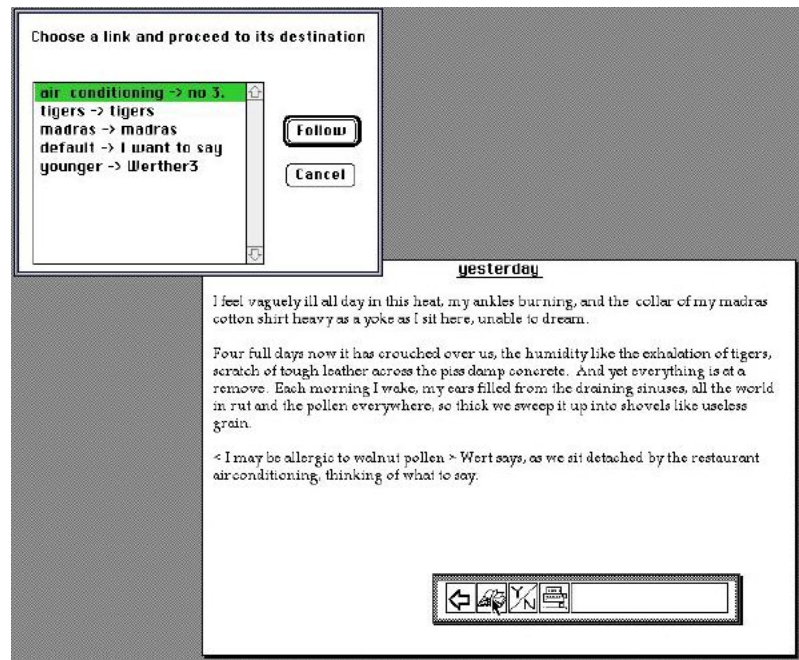 Choose a link and proceed to its destination
air conditioning -> no 3.
tigers -> tigers
madras -> madras
default -> I want to say
younger -> Werther3
Follow
Cancel
yesterday
I feel vaguely ill all day in this heat, my ankles burning, and the collar of my madras
cotton shirt heavy as a yoke as I sit here, unable to dream.
Four full days now it has crouched over us, the humidity like the exhalation of tigers,
scratch of tough leather across the piss damp concrete. And yet everything is at a
remove. Each morning I wake, my ears filled from the draining sinuses, all the world
in rut and the pollen everywhere, so thick we sweep it up into shovels like useless
grain.
< I may be allergic to walnut pollen > Wert says, as we sit detached by the restaurant
airconditioning, thinking of what to say.
Y/N